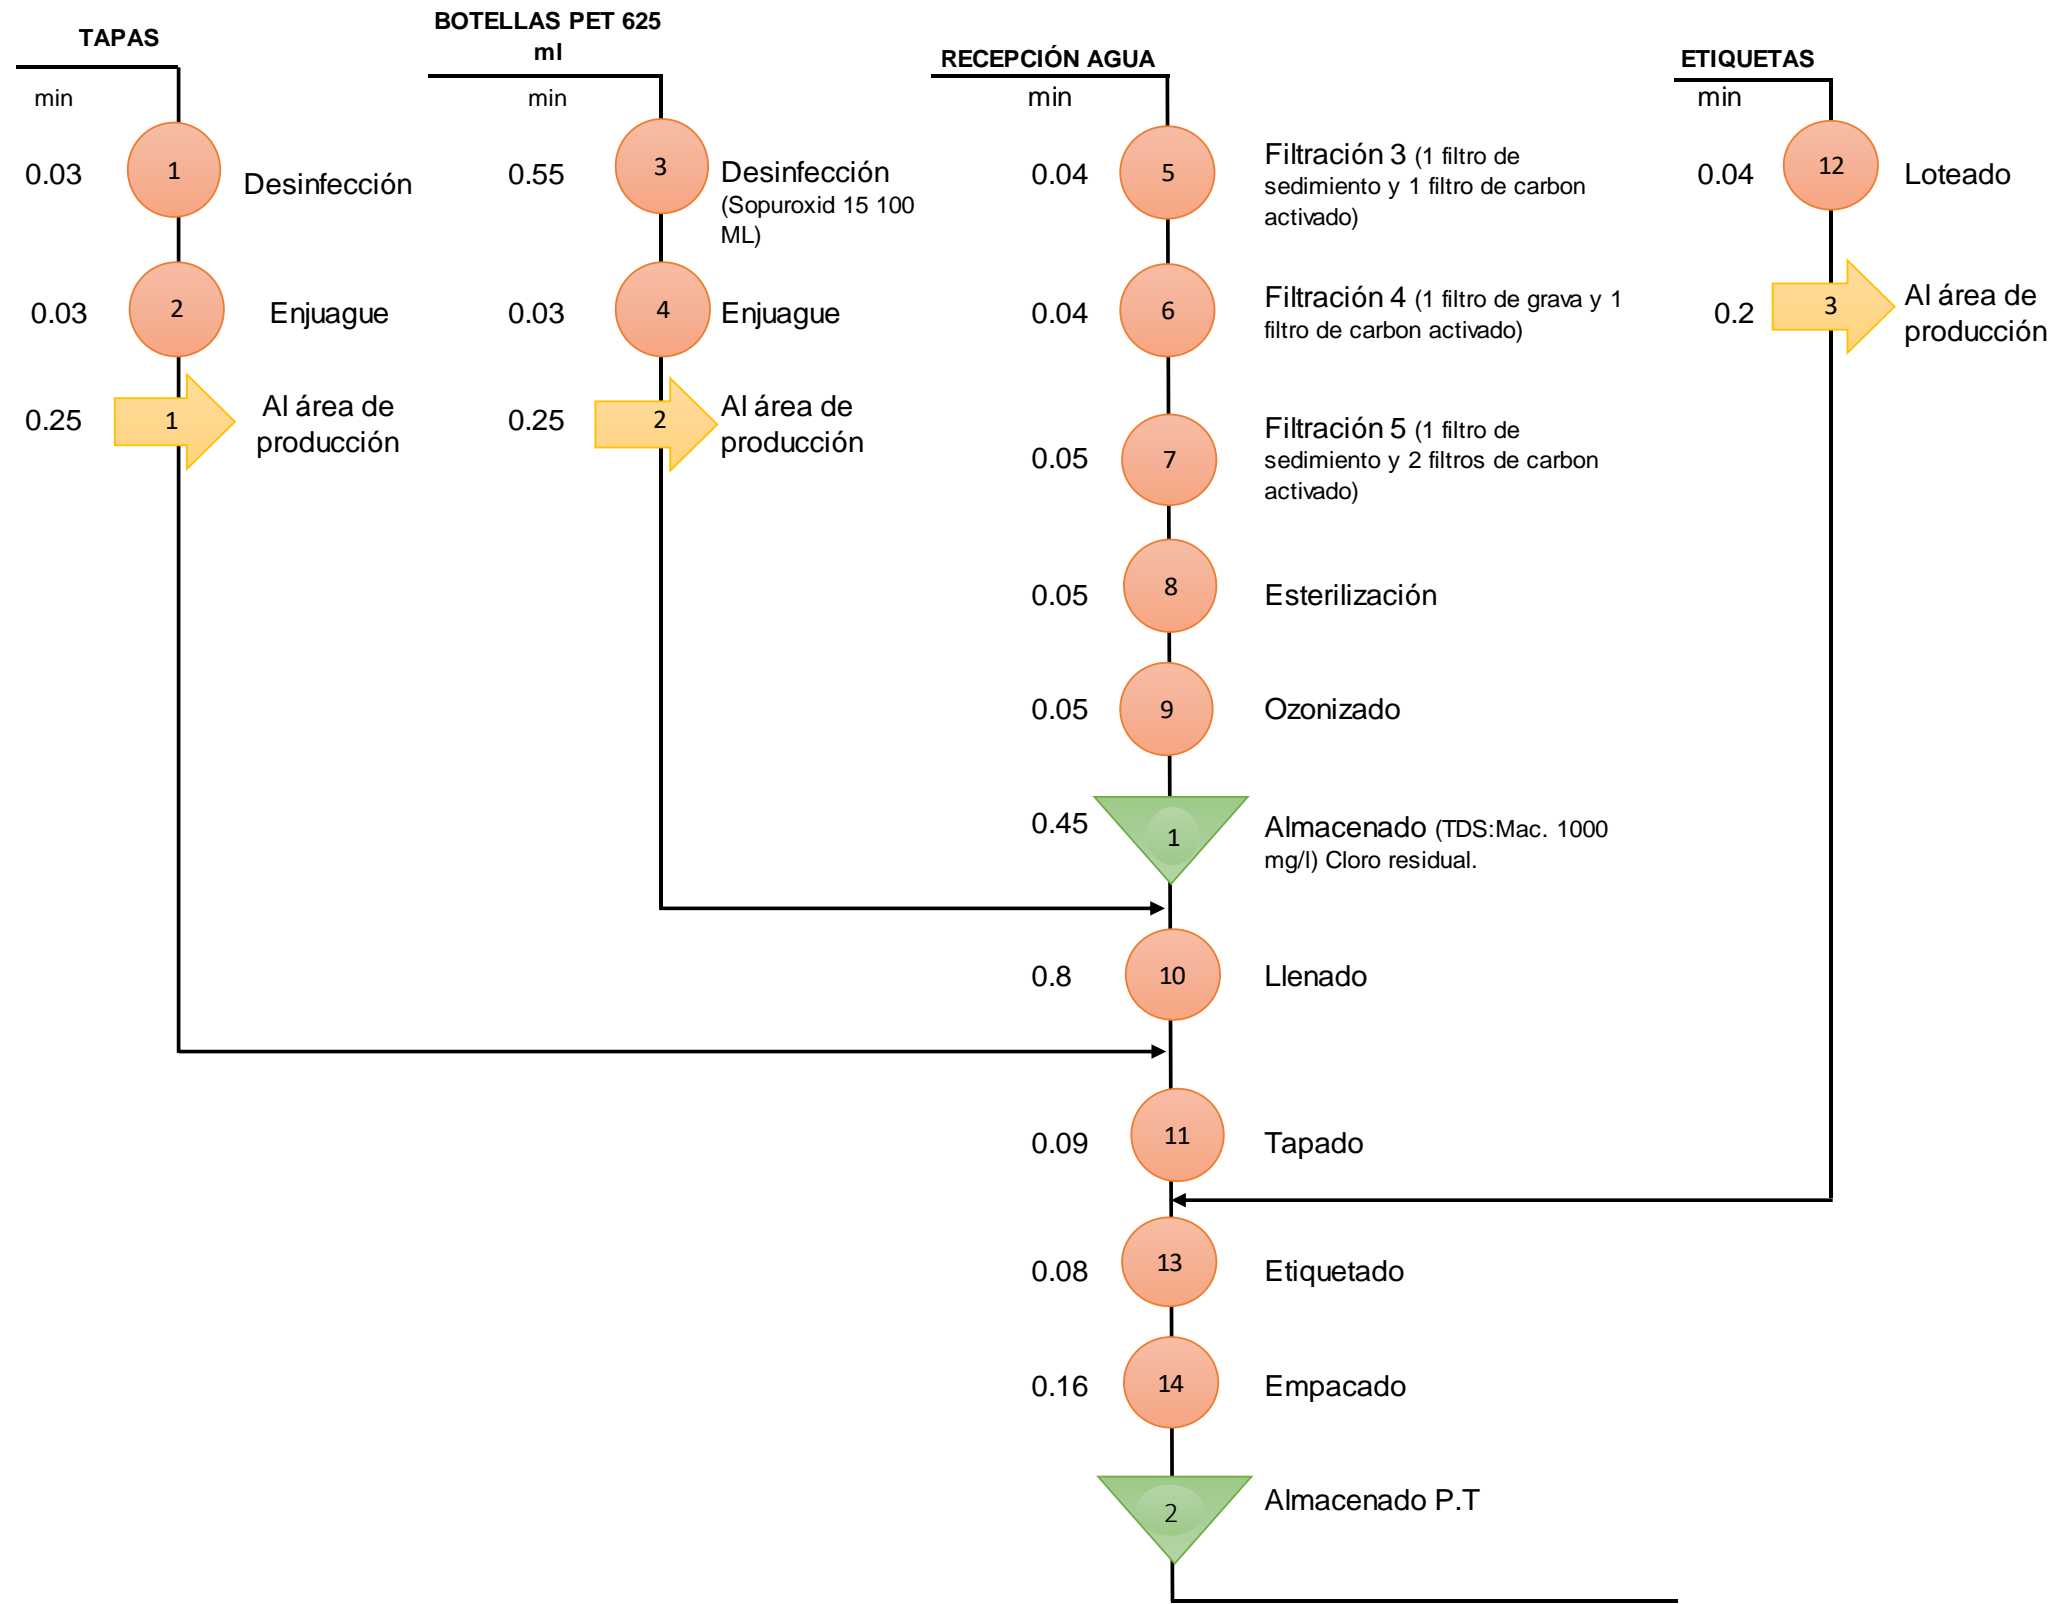 TAPAS
min
0.03
1
Desinfección
0.03
2
Enjuague
0.25
1
Al área de
producción
BOTELLAS PET 625
ml
min
0.55
3
Desinfección
(Sopuroxid 15 100
ML)
0.03
4
Enjuague
0.25
2
Al área de
producción
RECEPCIÓN AGUA
min
0.04
5
Filtración 3 (1 filtro de
sedimiento y 1 filtro de carbon
activado)
0.04
6
Filtración 4 (1 filtro de grava y 1
filtro de carbon activado)
0.05
7
Filtración 5 (1 filtro de
sedimiento y 2 filtros de carbon
activado)
0.05
8
Esterilización
0.05
9
Ozonizado
0.45
1
Almacenado (TDS:Mac. 1000
mg/l) Cloro residual.
0.8
10
Llenado
0.09
11
Tapado
ETIQUETAS
min
0.04
12
Loteado
0.2
3
Al área de
producción
0.08
13
Etiquetado
0.16
14
Empacado
2
Almacenado P.T